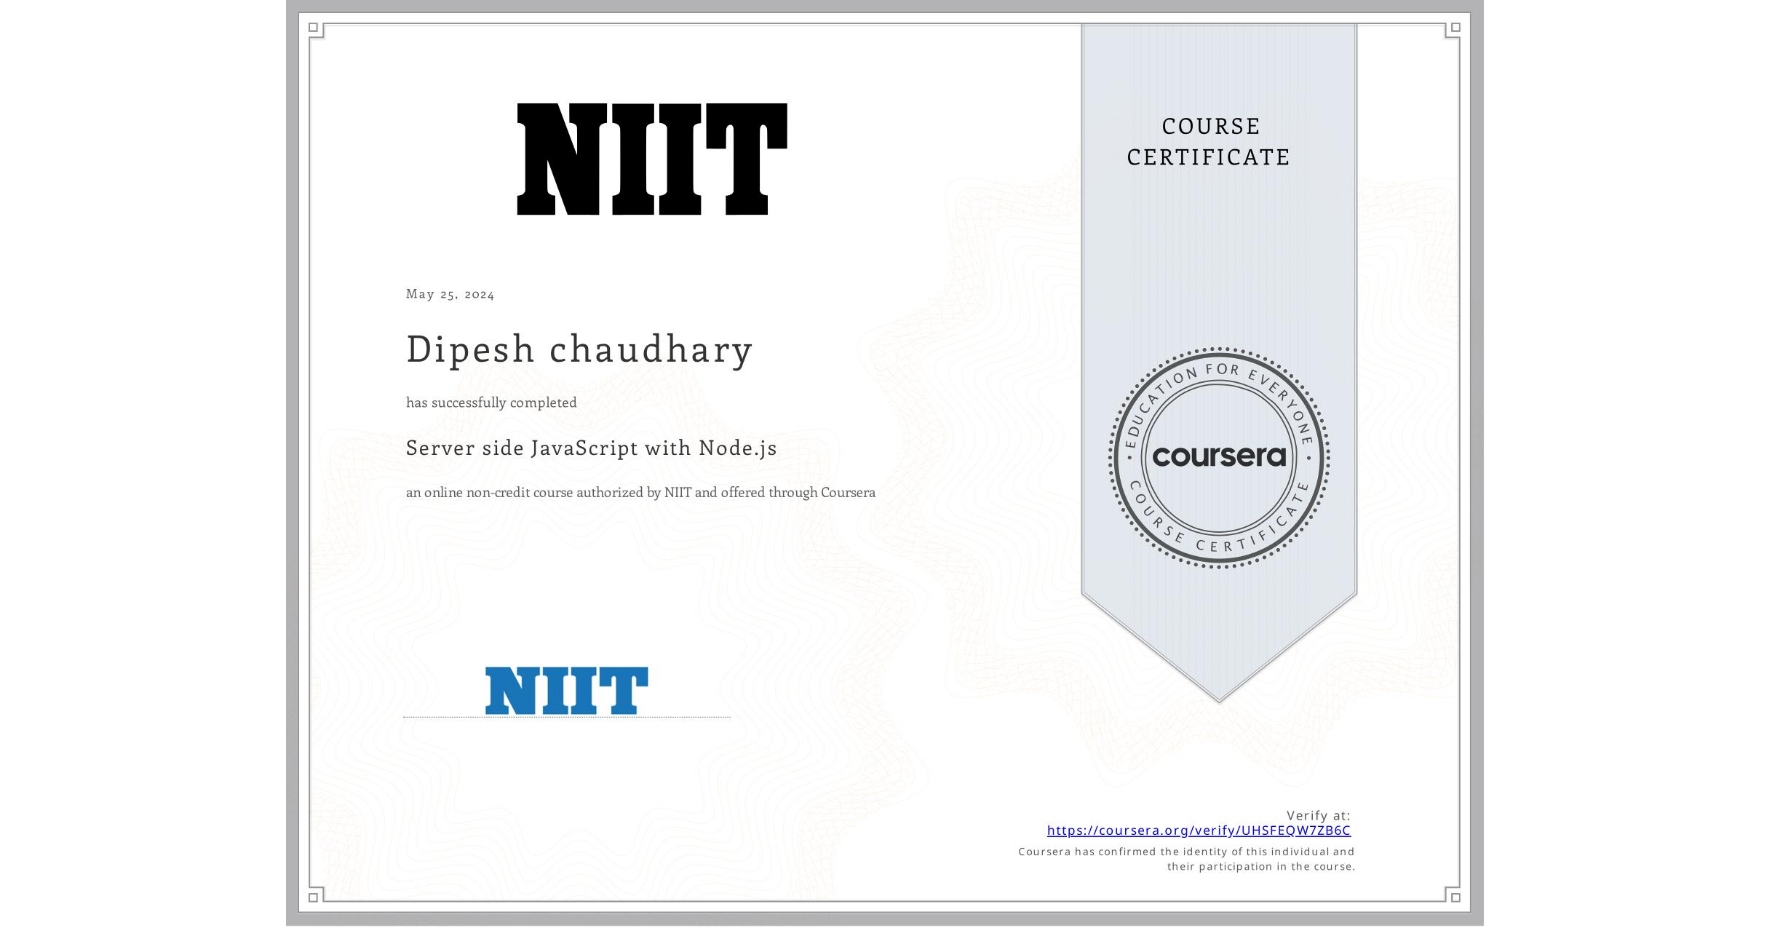 NIIT
COURSE
CERTIFICATE
May 25, 2024
Dipesh chaudhary
has successfully completed
Server side JavaScript with Node.js
an online non-credit course authorized by NIIT and offered through Coursera
EDUCATION FOR EVERYONE
coursera
COURSE CERTIFICATE
NIIT
Verify at:
https://coursera.org/verify/UHSFEQW7ZB6C
Coursera has confirmed the identity of this individual and
their participation in the course.